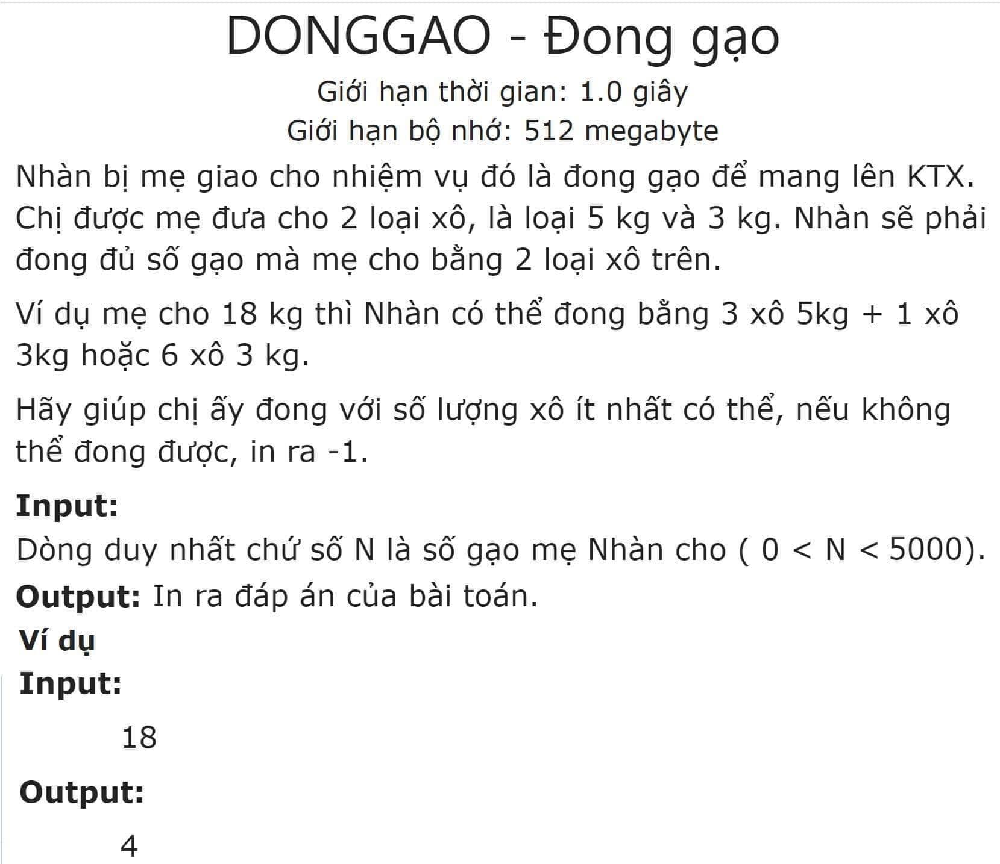 DONGGAO - Đong gạo
Giới hạn thời gian: 1.0 giây
Giới hạn bộ nhớ: 512 megabyte
Nhàn bị mẹ giao cho nhiệm vụ đó là đong gạo để mang lên KTX.
Chị được mẹ đưa cho 2 loại xô, là loại 5 kg và 3 kg. Nhàn sẽ phải
đong đủ số gạo mà mẹ cho bằng 2 loại xô trên.
Ví dụ mẹ cho 18 kg thì Nhàn có thể đong bằng 3 xô 5kg + 1 xô
3kg hoặc 6 xô 3 kg.
Hãy giúp chị ấy đong với số lượng xô ít nhất có thể, nếu không
thể đong được, in ra -1.
Input:
Dòng duy nhất chứ số N là số gạo mẹ Nhàn cho ( 0 < N < 5000).
Output: In ra đáp án của bài toán.
Ví dụ
Input:
18
Output:
4